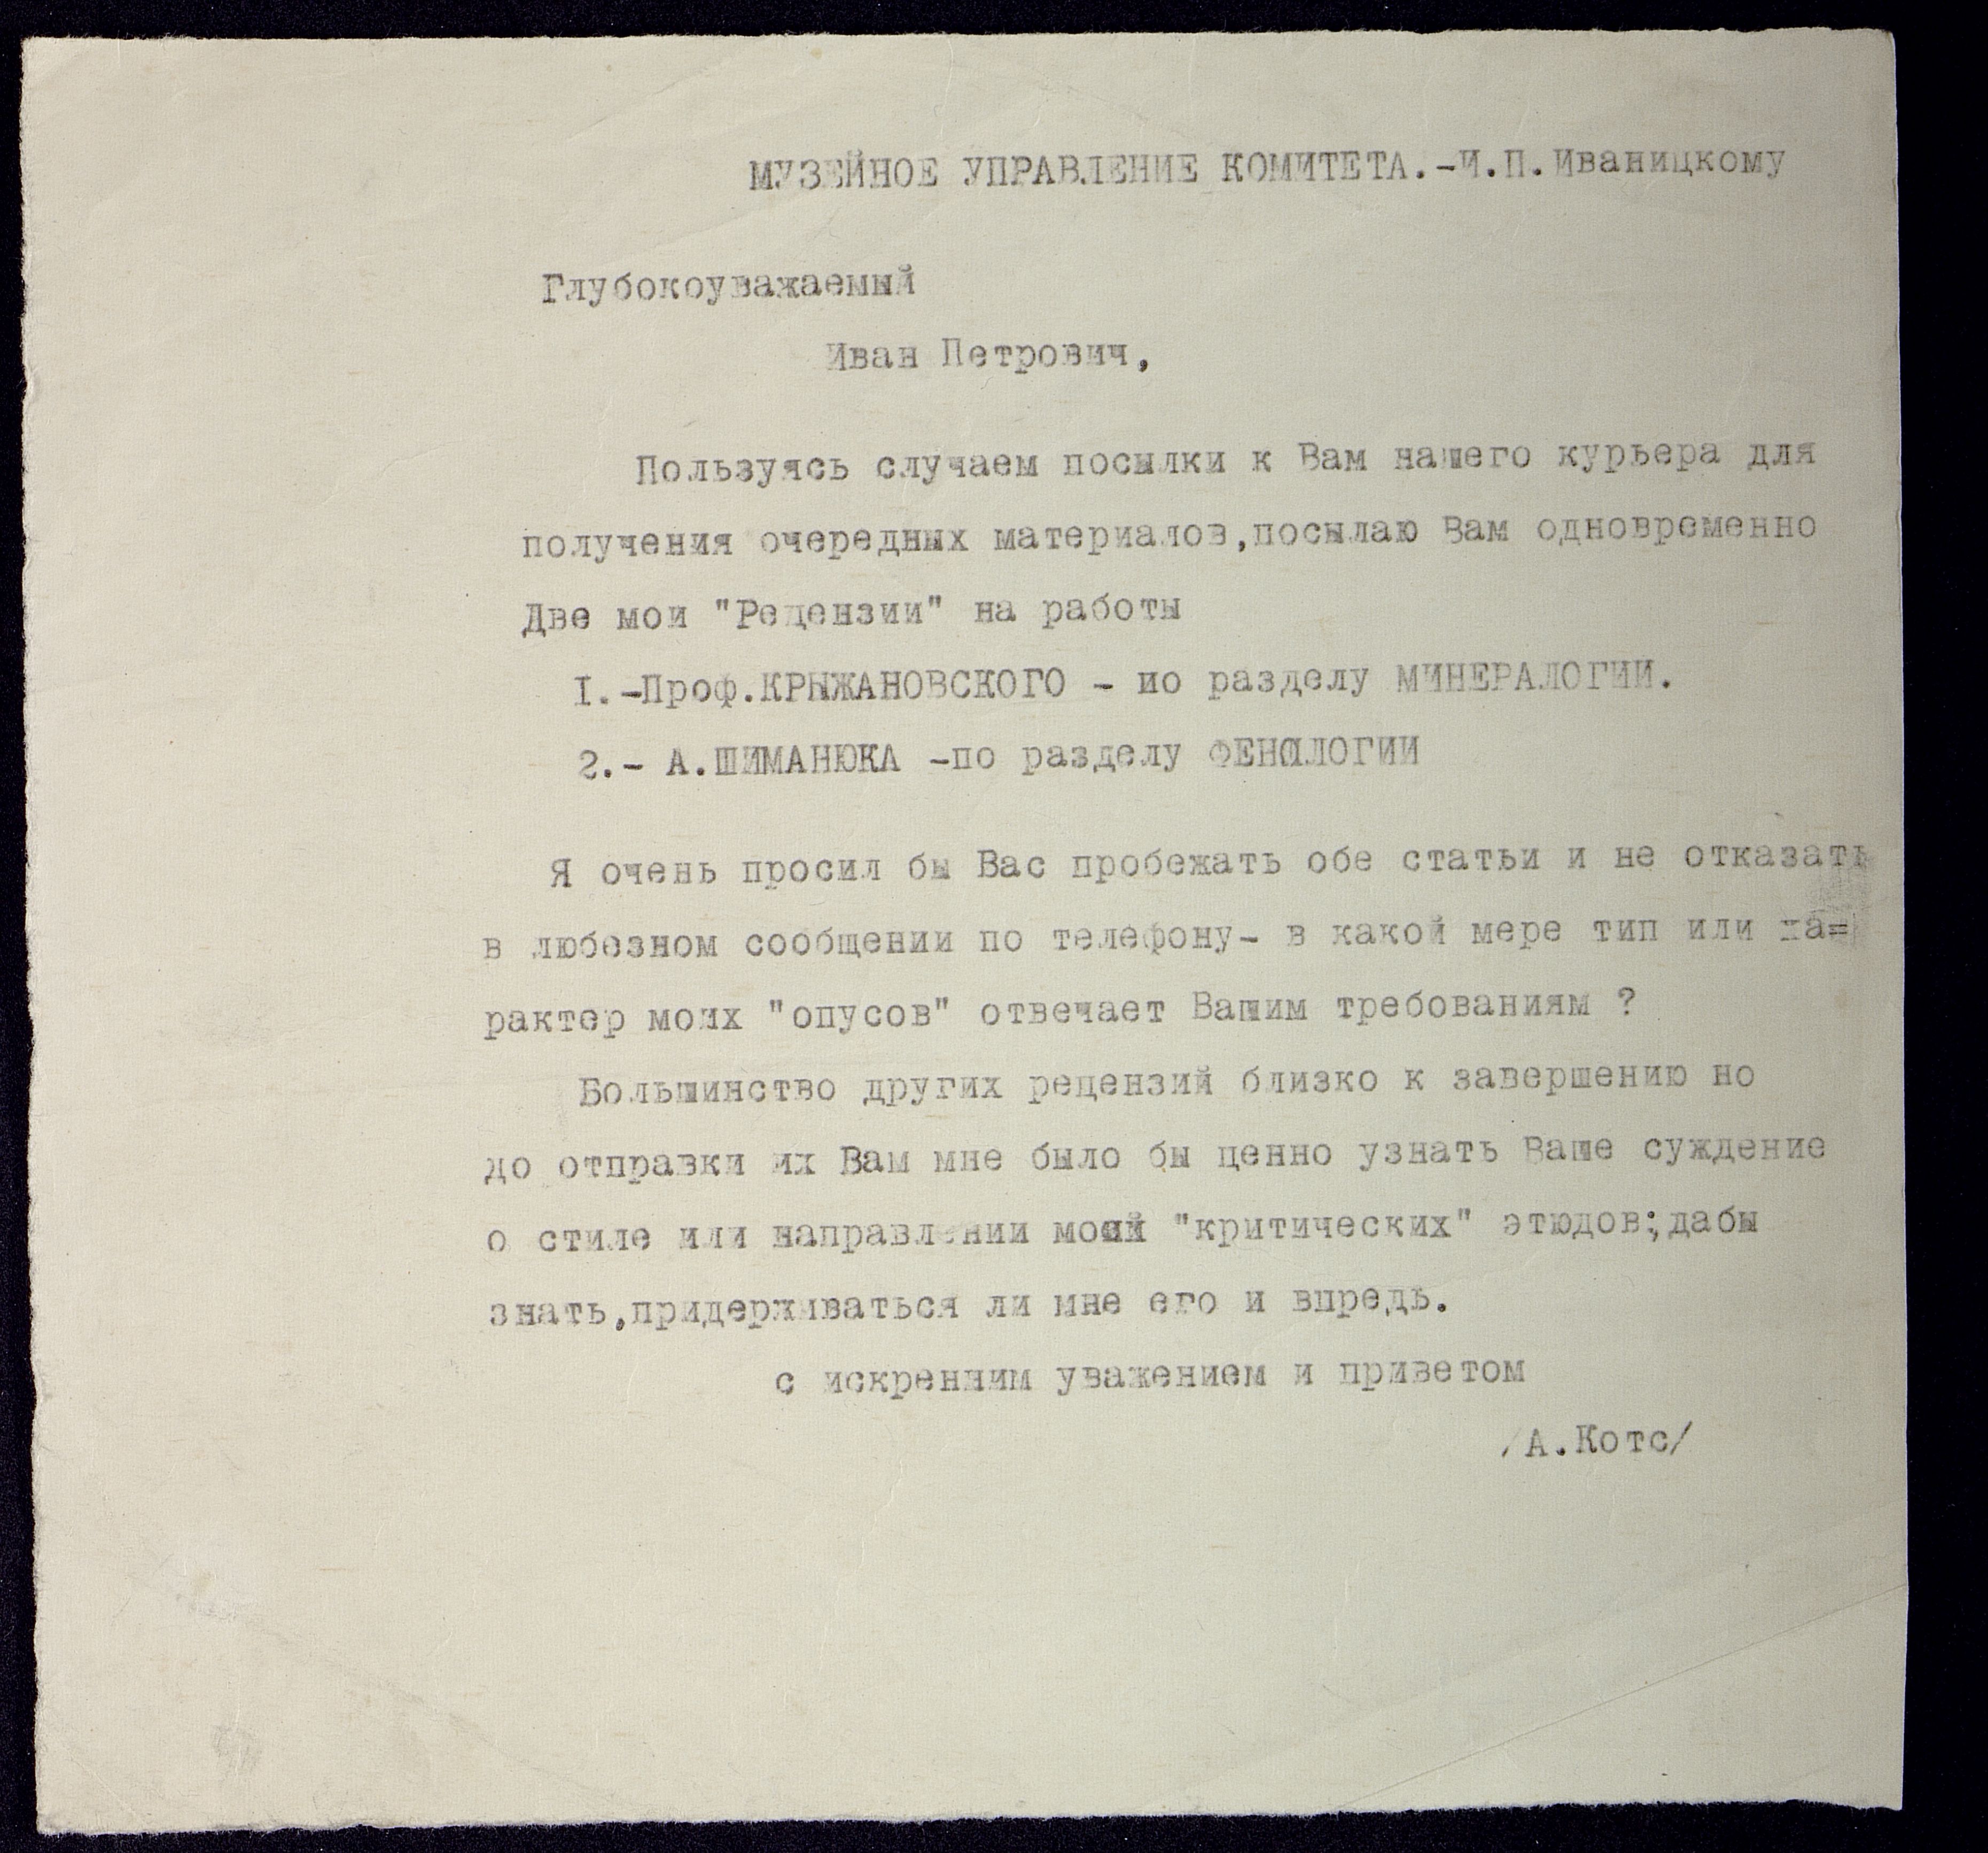 МУЗЕЙНОЕ УПРАВЛЕНИЕ КОМИТЕТА.-И.П.Иваницкому
Глубокоуважаемый
Иван Петрович,
Пользуясь случаем посылки к Вам нашего курьера для
получения очередных материалов,посылаю Вам одновременно
Две мои "Рецензии" на работы
I.-Проф.КРЫЖАНОВСКОГО - по разделу МИНЕРАЛОГИИ.
2.- А.ШИМАНЮКА -по разделу ФЕНОЛОГИИ
Я очень просил бы Вас пробежать обе статьи и не отказать
в любезном сообщении по телефону- в какой мере тип или ха=
рактер моих "опусов" отвечает Вашим требованиям ?
Большинство других рецензий близко к завершению но
до отправки их Вам мне было бы ценно узнать Ваше суждение
о стиле или направлении моих "критических" этюдов;дабы
знать,придерживаться ли мне его и впредь.
с искренним уважением и приветом
/А.Котс/